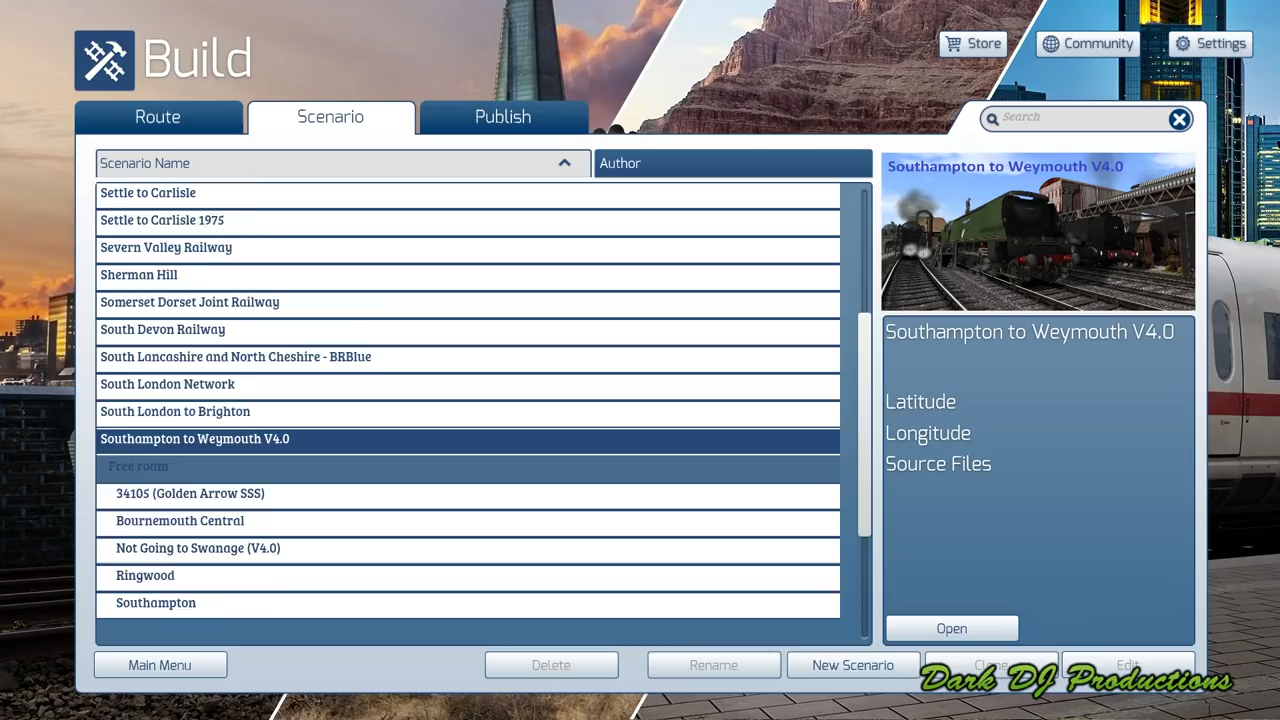 Build
Store
Community
Settings
Route
Scenario
Publish
Search
Scenario Name
Author
Settle to Carlisle
Settle to Carlisle 1975
Severn Valley Railway
Sherman Hill
Somerset Dorset Joint Railway
South Devon Railway
South Lancashire and North Cheshire - BRBlue
South London Network
South London to Brighton
Southampton to Weymouth V4.0
Free roam
34105 (Golden Arrow SSS)
Bournemouth Central
Not Going to Swanage (V4.0)
Ringwood
Southampton
Southampton to Weymouth V4.0
Southampton to Weymouth V4.0
Latitude
Longitude
Source Files
Open
Main Menu
Delete
Rename
New Scenario
Clone
Edit
Dark DJ Productions